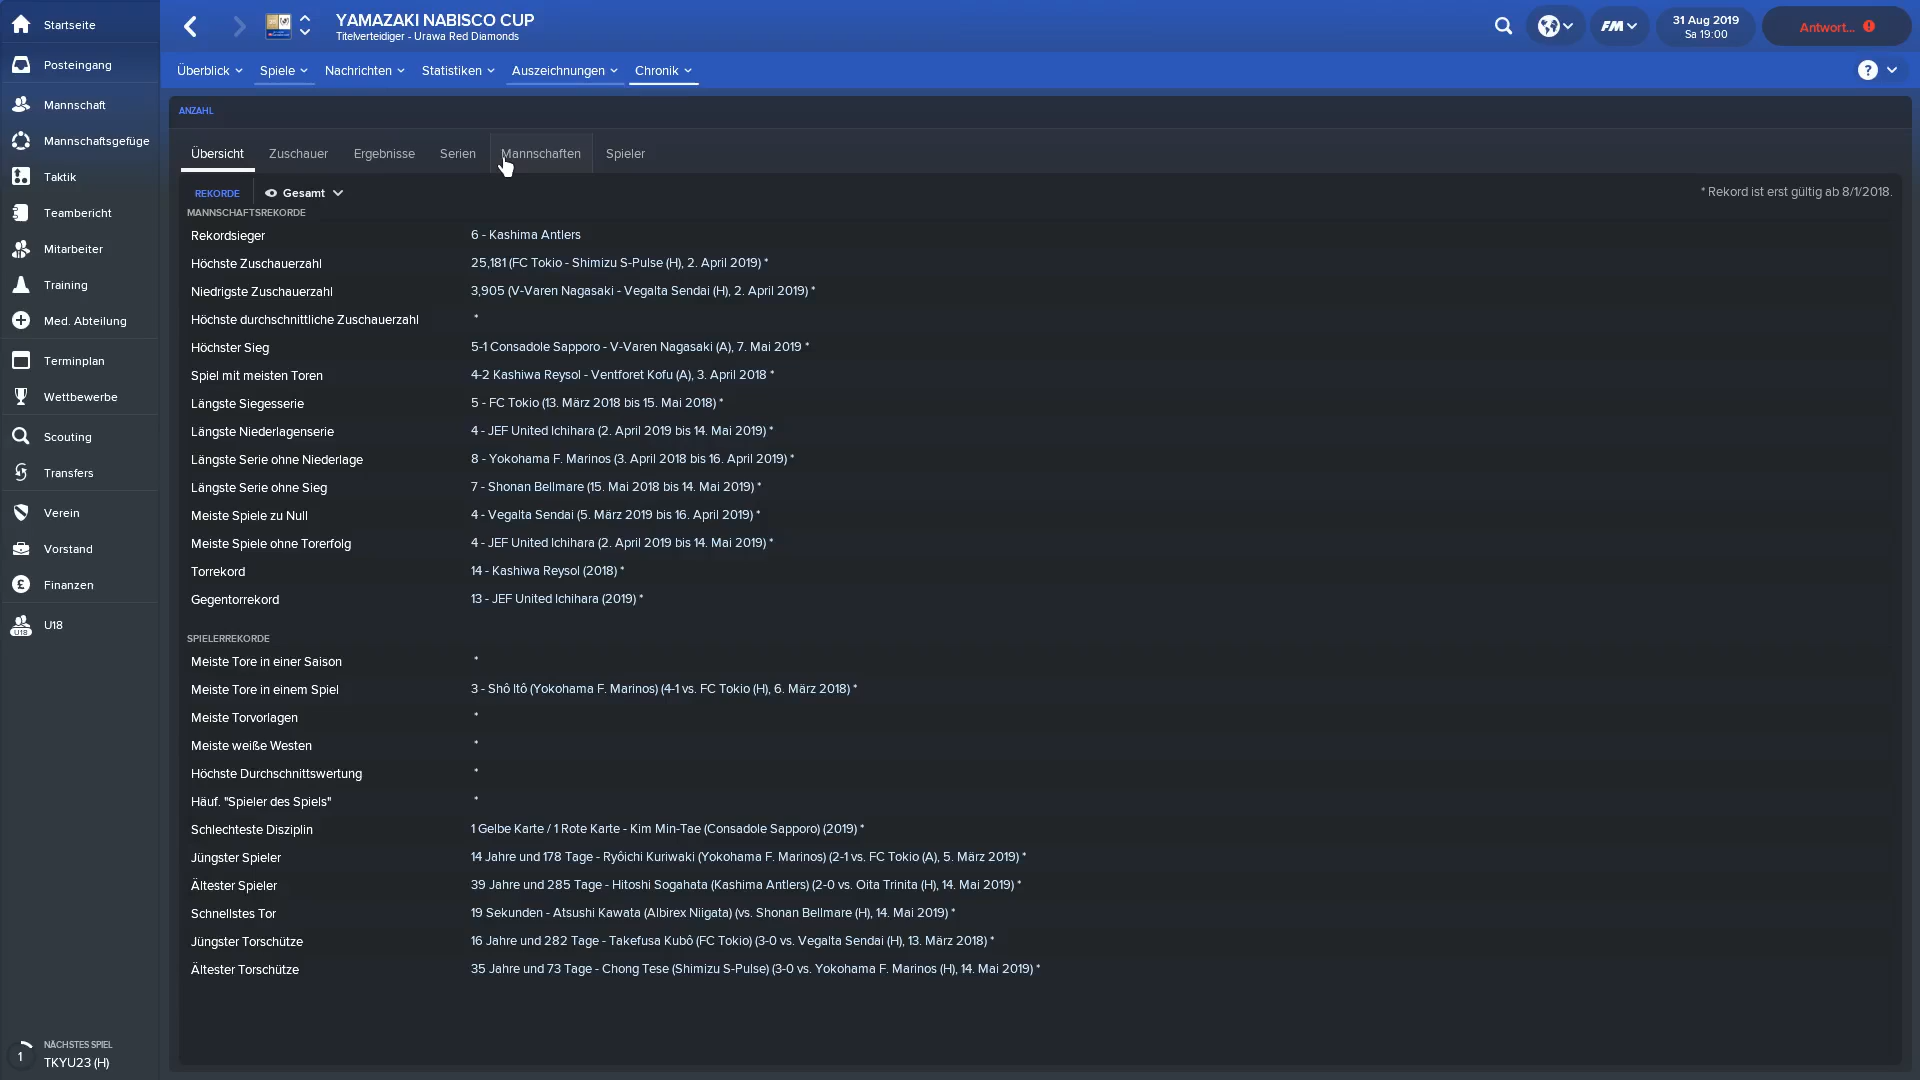 Startseite
Posteingang
Mannschaft
Mannschaftsgefüge
Taktik
Teambericht
Mitarbeiter
Training
Med. Abteilung
Terminplan
Wettbewerbe
Scouting
Transfers
Verein
Vorstand
Finanzen
U18
U18
1
NÄCHSTES SPIEL
TKYU23 (H)
YAMAZAKI NABISCO CUP
Titelverteidiger - Urawa Red Diamonds
FM
31 Aug 2019
Sa 19:00
Antwort...
Überblick Spiele Nachrichten Statistiken Auszeichnungen Chronik
?
ANZAHL
Übersicht Zuschauer Ergebnisse Serien Mannschaften Spieler
REKORDE Gesamt * Rekord ist erst gültig ab 8/1/2018.
MANNSCHAFTSREKORDE
Rekordsieger 6 - Kashima Antlers
Höchste Zuschauerzahl 25,181 (FC Tokio - Shimizu S-Pulse (H), 2. April 2019) *
Niedrigste Zuschauerzahl 3,905 (V-Varen Nagasaki - Vegalta Sendai (H), 2. April 2019) *
Höchste durchschnittliche Zuschauerzahl *
Höchster Sieg 5-1 Consadole Sapporo - V-Varen Nagasaki (A), 7. Mai 2019 *
Spiel mit meisten Toren 4-2 Kashiwa Reysol - Ventforet Kofu (A), 3. April 2018 *
Längste Siegesserie 5 - FC Tokio (13. März 2018 bis 15. Mai 2018) *
Längste Niederlagenserie 4 - JEF United Ichihara (2. April 2019 bis 14. Mai 2019) *
Längste Serie ohne Niederlage 8 - Yokohama F. Marinos (3. April 2018 bis 16. April 2019) *
Längste Serie ohne Sieg 7 - Shonan Bellmare (15. Mai 2018 bis 14. Mai 2019) *
Meiste Spiele zu Null 4 - Vegalta Sendai (5. März 2019 bis 16. April 2019) *
Meiste Spiele ohne Torerfolg 4 - JEF United Ichihara (2. April 2019 bis 14. Mai 2019) *
Torrekord 14 - Kashiwa Reysol (2018) *
Gegentorrekord 13 - JEF United Ichihara (2019) *
SPIELERREKORDE
Meiste Tore in einer Saison *
Meiste Tore in einem Spiel 3 - Shô Itô (Yokohama F. Marinos) (4-1 vs. FC Tokio (H), 6. März 2018) *
Meiste Torvorlagen *
Meiste weiße Westen *
Höchste Durchschnittswertung *
Häuf. "Spieler des Spiels" *
Schlechteste Disziplin 1 Gelbe Karte / 1 Rote Karte - Kim Min-Tae (Consadole Sapporo) (2019) *
Jüngster Spieler 14 Jahre und 178 Tage - Ryôichi Kuriwaki (Yokohama F. Marinos) (2-1 vs. FC Tokio (A), 5. März 2019) *
Ältester Spieler 39 Jahre und 285 Tage - Hitoshi Sogahata (Kashima Antlers) (2-0 vs. Oita Trinita (H), 14. Mai 2019) *
Schnellstes Tor 19 Sekunden - Atsushi Kawata (Albirex Niigata) (vs. Shonan Bellmare (H), 14. Mai 2019) *
Jüngster Torschütze 16 Jahre und 282 Tage - Takefusa Kubô (FC Tokio) (3-0 vs. Vegalta Sendai (H), 13. März 2018) *
Ältester Torschütze 35 Jahre und 73 Tage - Chong Tese (Shimizu S-Pulse) (3-0 vs. Yokohama F. Marinos (H), 14. Mai 2019) *